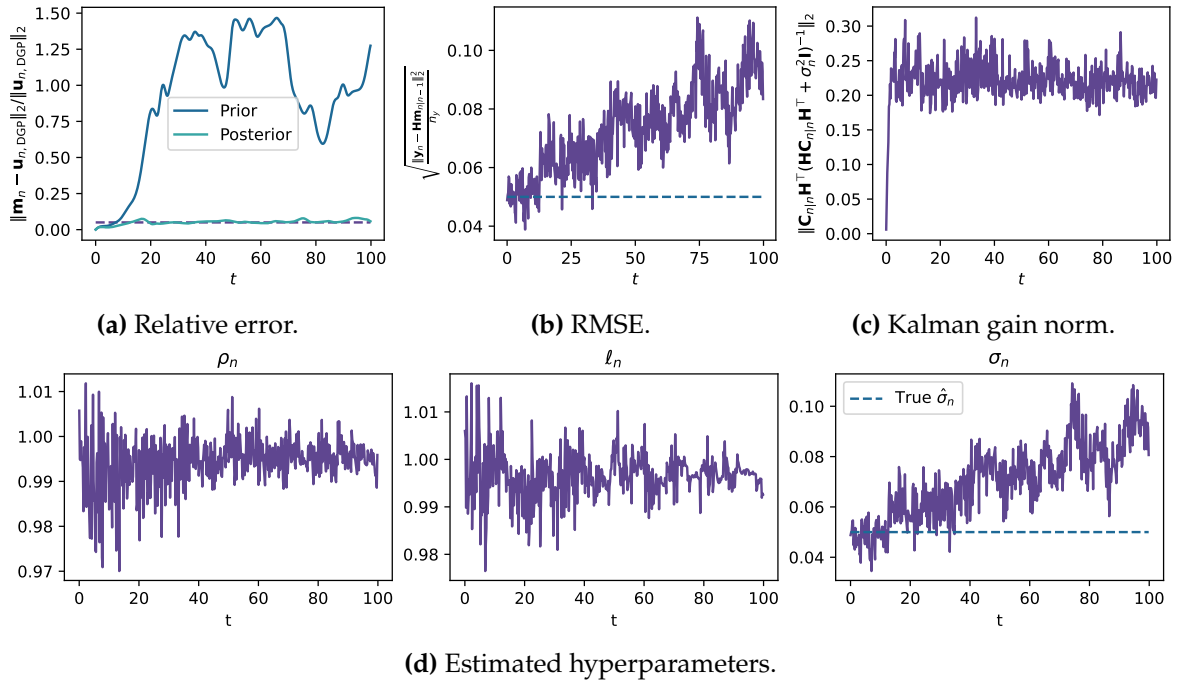 ‖m_n − u_{n, DGP}‖_2/‖u_{n, DGP}‖_2
1.50
1.25
1.00
0.75
0.50
0.25
0.00
Prior
Posterior
0 20 40 60 80 100
t
(a) Relative error.
√(‖y_n − Hm_{n|n−1}‖_2^2 / n_y)
0.10
0.08
0.06
0.04
0 25 50 75 100
t
(b) RMSE.
‖C_{n|n}H^⊤(HC_{n|n}H^⊤ + σ_n^2 I)^{−1}‖_2
0.30
0.25
0.20
0.15
0.10
0.05
0.00
0 20 40 60 80 100
t
(c) Kalman gain norm.
ρ_n
1.01
1.00
0.99
0.98
0.97
0 20 40 60 80 100
t
ℓ_n
1.01
1.00
0.99
0.98
0 20 40 60 80 100
t
σ_n
True σ̂_n
0.10
0.08
0.06
0.04
0 20 40 60 80 100
t
(d) Estimated hyperparameters.